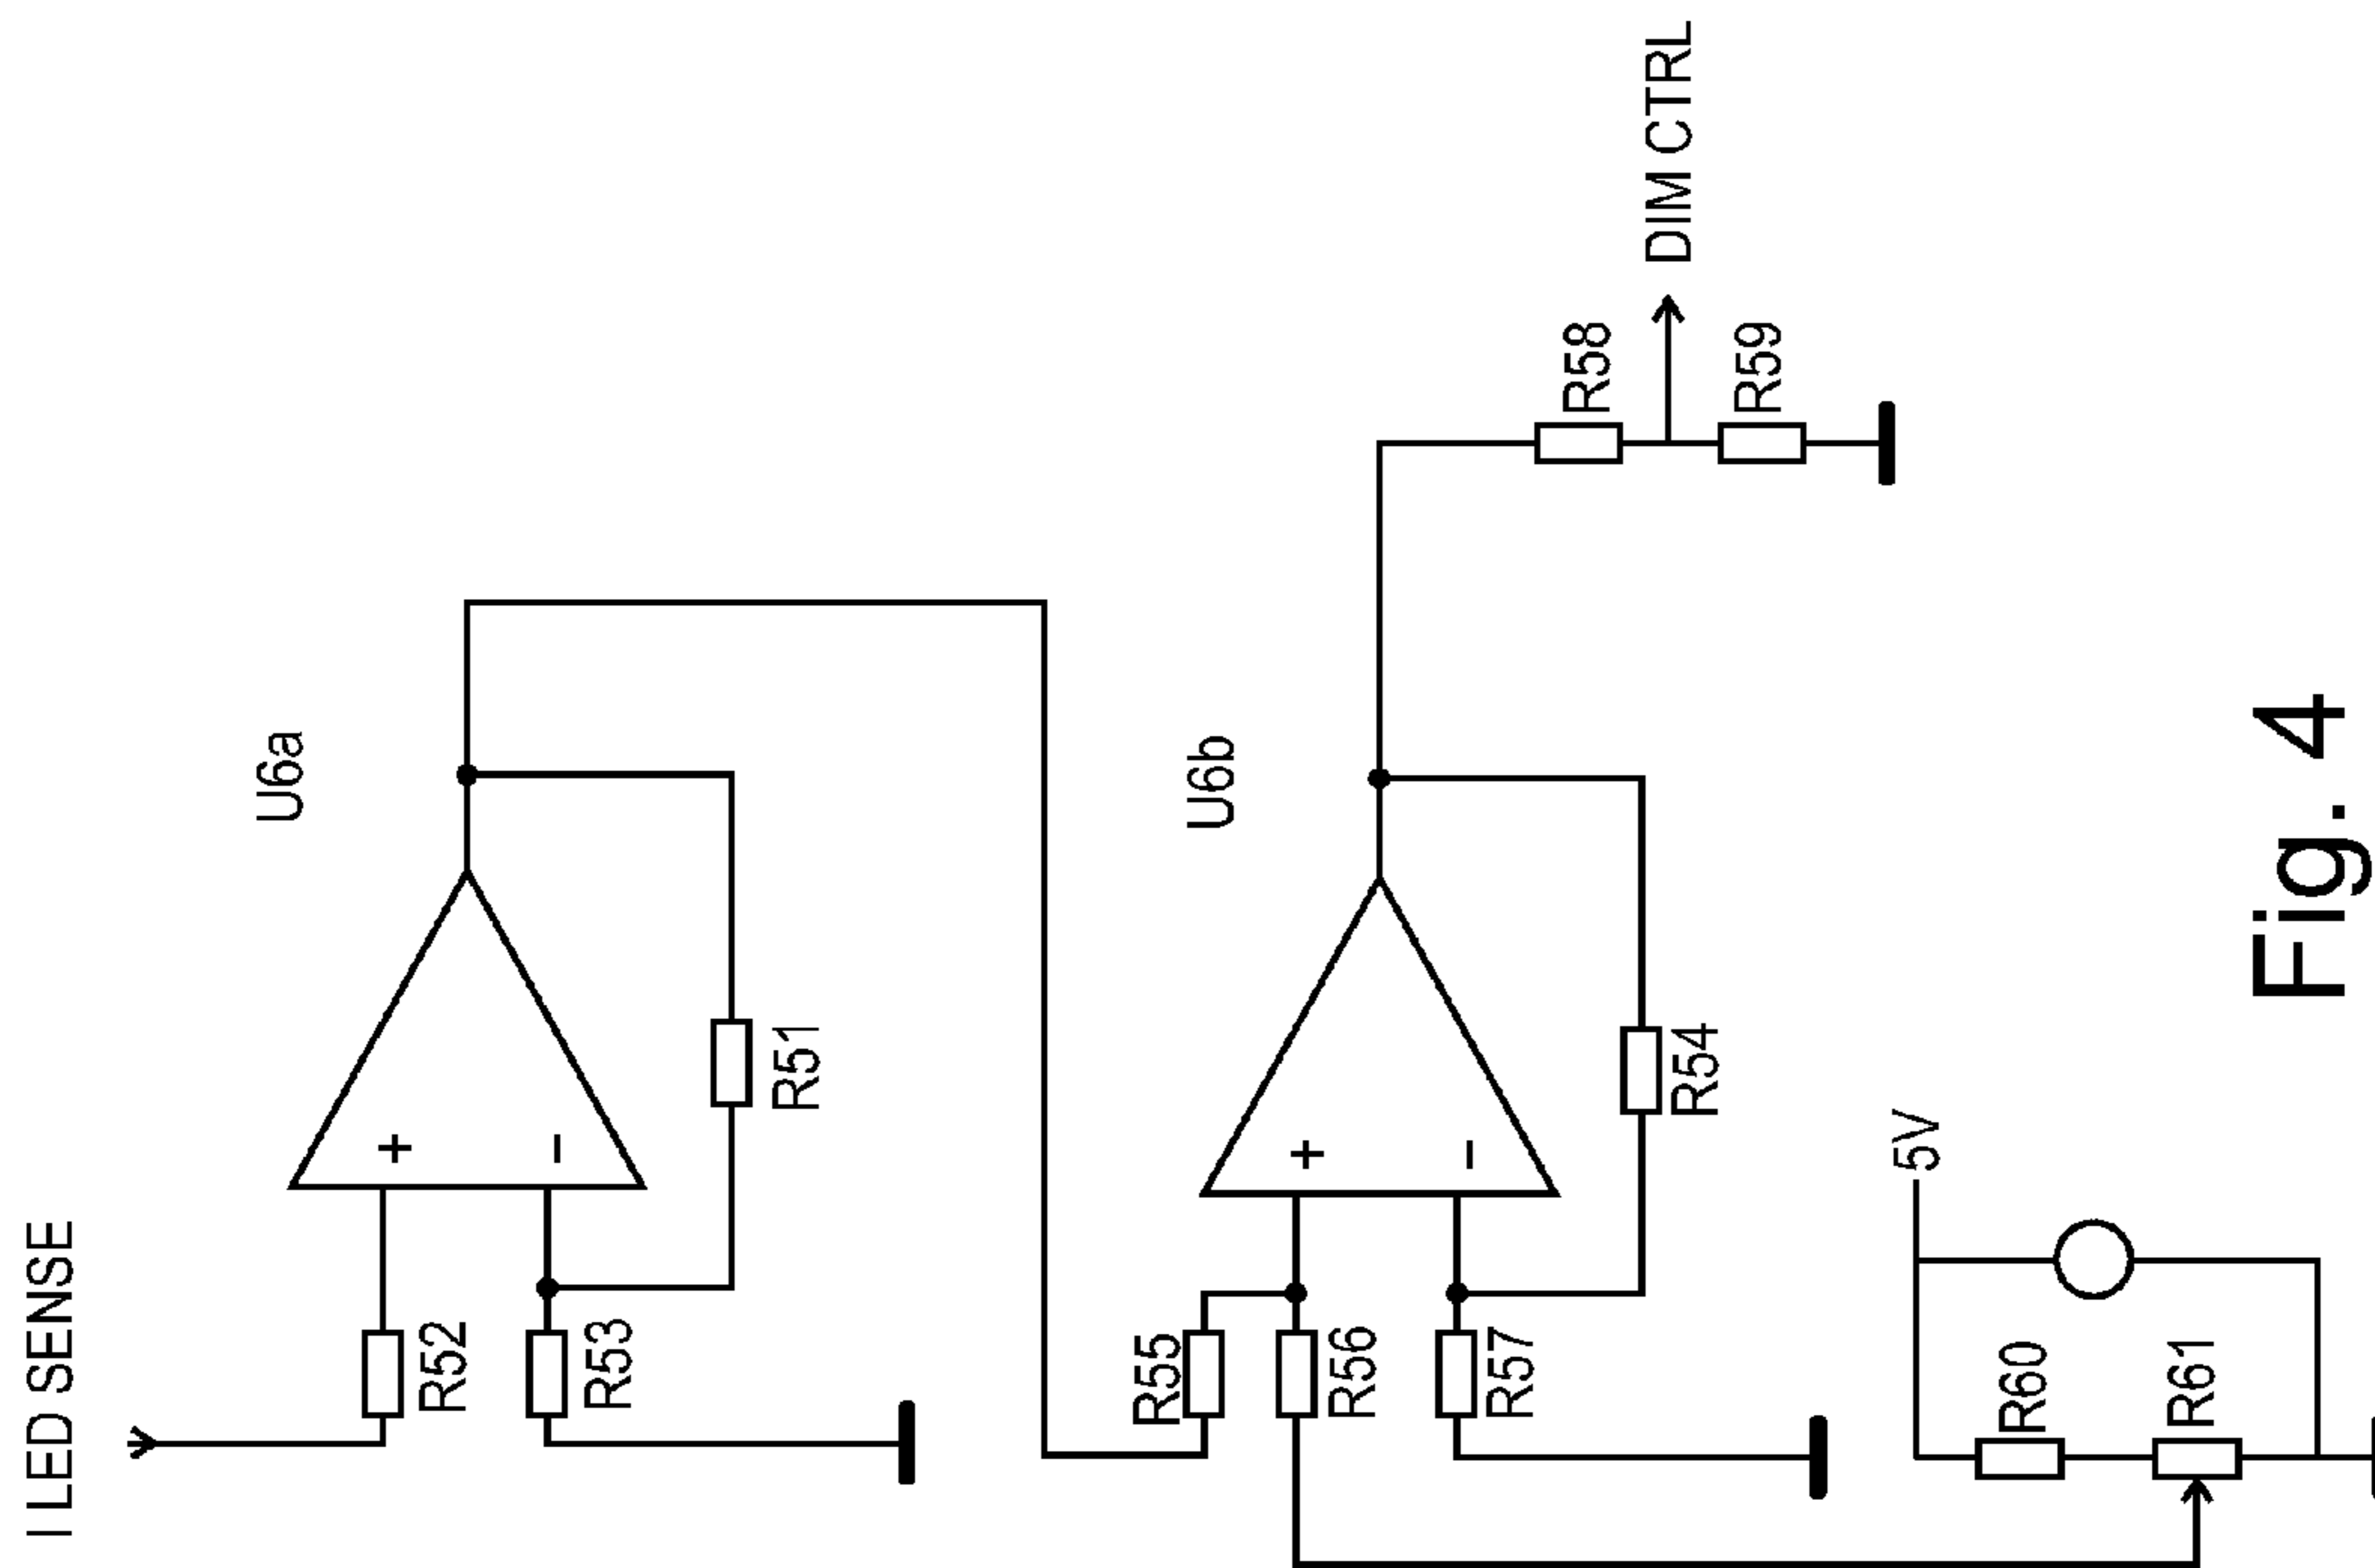 I LED SENSE
U6a
+
−
R52
R53
R51
U6b
+
−
R55
R56
R57
R54
R58
R59
DIM CTRL
5V
R60
R61
Fig. 4